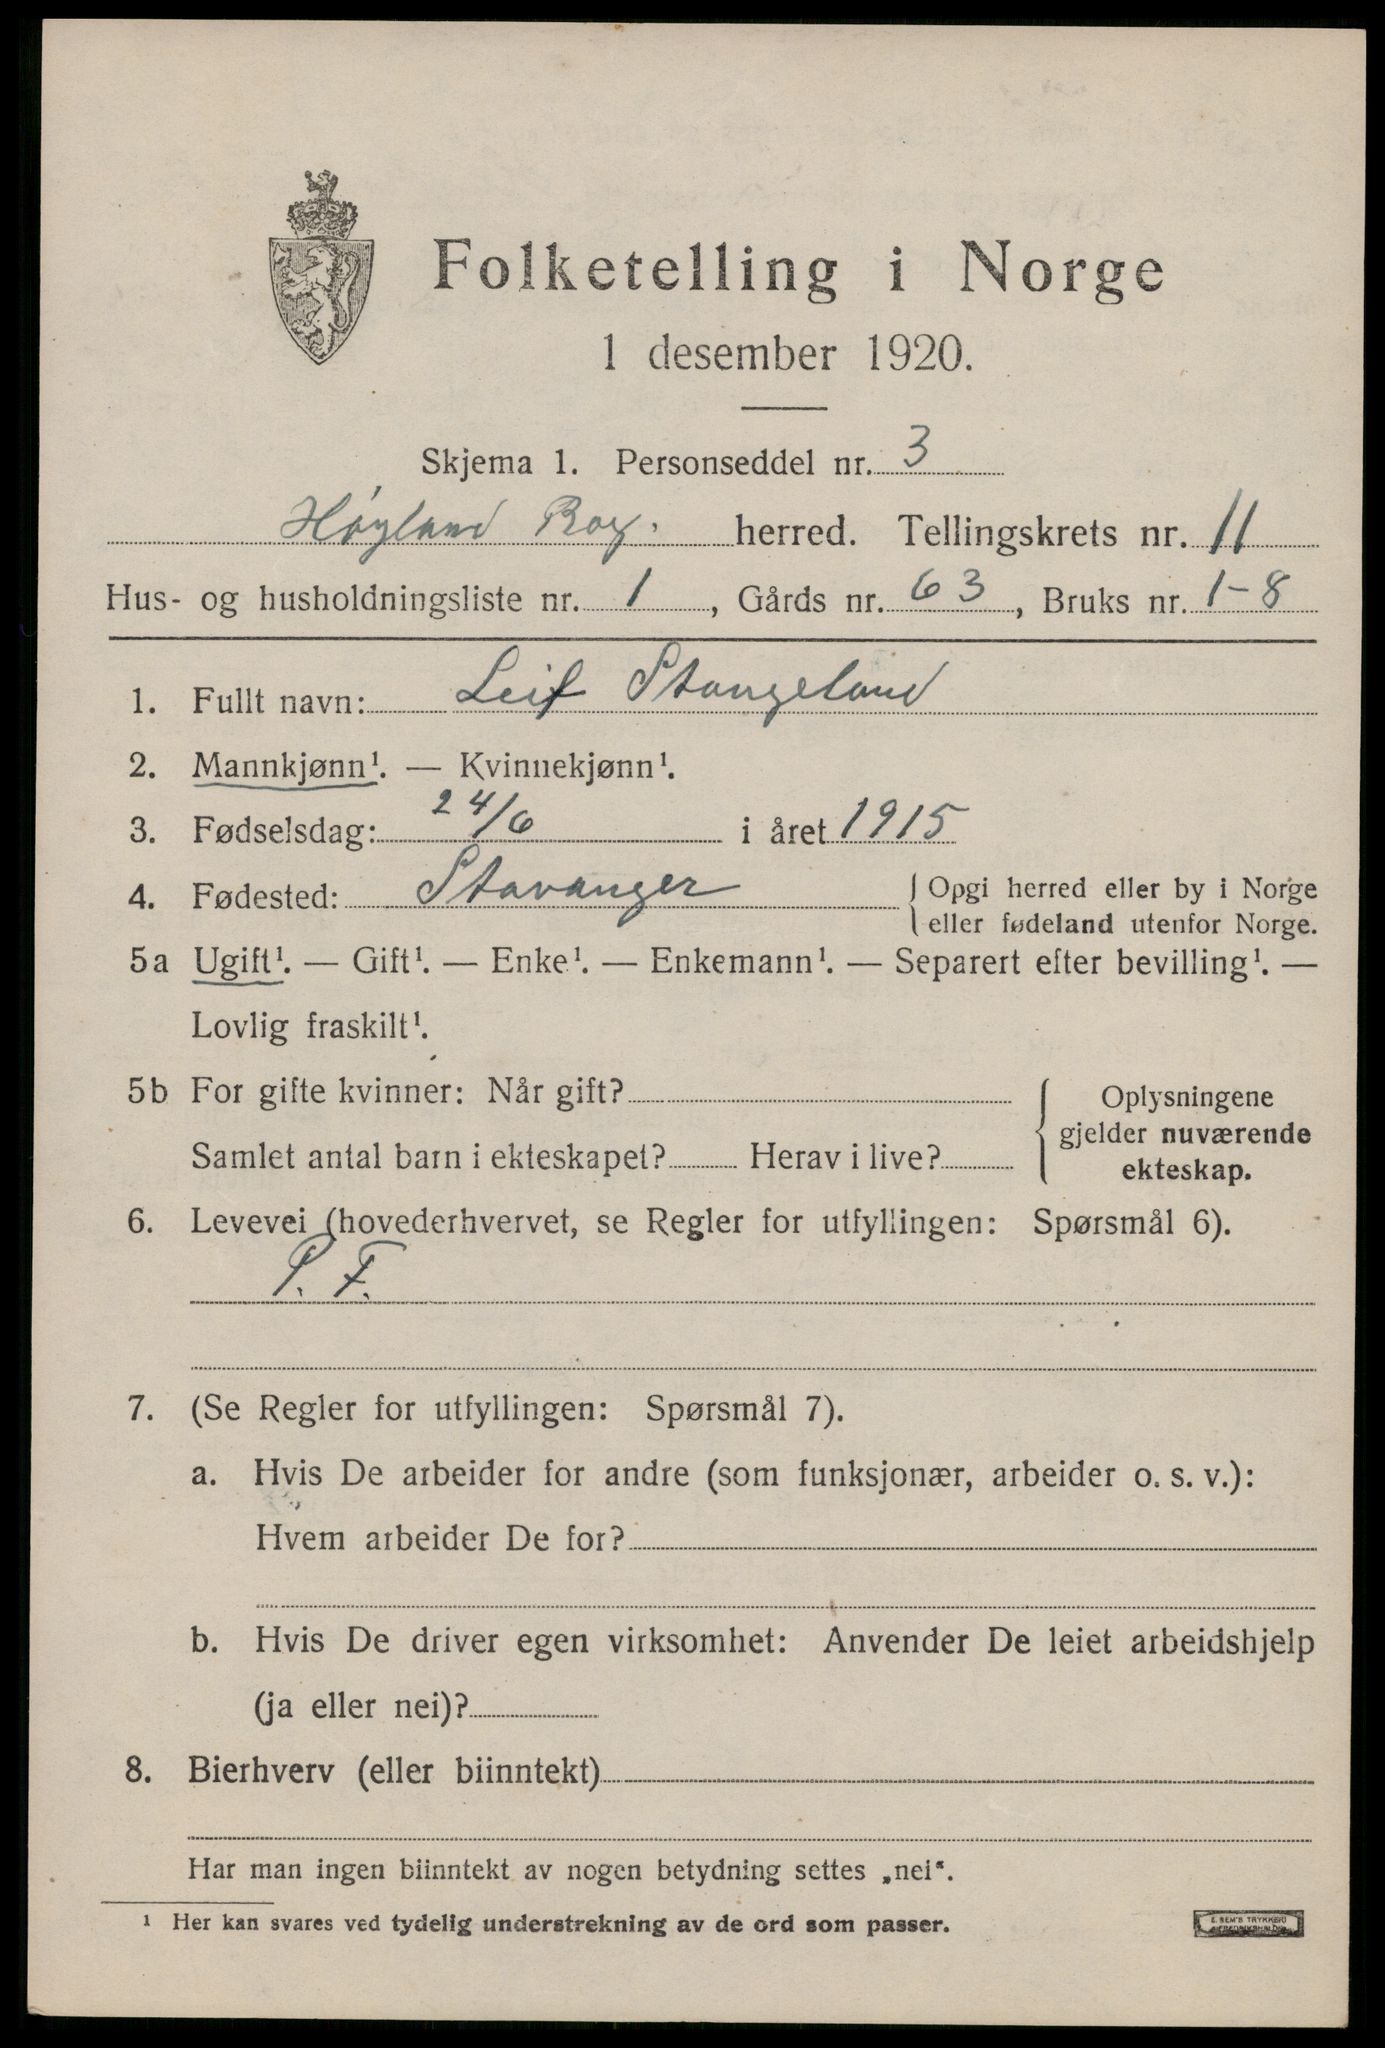 Folketelling i Norge
1 desember 1920.
Skjema 1. Personseddel nr. 3
Høyland Rog. herred. Tellingskrets nr. 11
Hus- og husholdningsliste nr. 1, Gårds nr. 63, Bruks nr. 1-8
1. Fullt navn: Leif Stangeland
2. Mannkjønn¹. — Kvinnekjønn¹.
3. Fødselsdag: 24/6 i året 1915
4. Fødested: Stavanger { Opgi herred eller by i Norge
eller fødeland utenfor Norge.
5a Ugift¹. — Gift¹. — Enke¹. — Enkemann¹. — Separert efter bevilling¹. —
Lovlig fraskilt¹.
5b For gifte kvinner: Når gift?
Samlet antal barn i ekteskapet? Herav i live?
Oplysningene
gjelder nuværende
ekteskap.
6. Levevei (hovederhvervet, se Regler for utfyllingen: Spørsmål 6).
P. F.
7. (Se Regler for utfyllingen: Spørsmål 7).
a. Hvis De arbeider for andre (som funksjonær, arbeider o. s. v.):
Hvem arbeider De for?
b. Hvis De driver egen virksomhet: Anvender De leiet arbeidshjelp
(ja eller nei)?
8. Bierhverv (eller biinntekt)
Har man ingen biinntekt av nogen betydning settes „nei“.
¹ Her kan svares ved tydelig understrekning av de ord som passer.
E. SEM'S TRYKKERI
FREDRIKSHALD